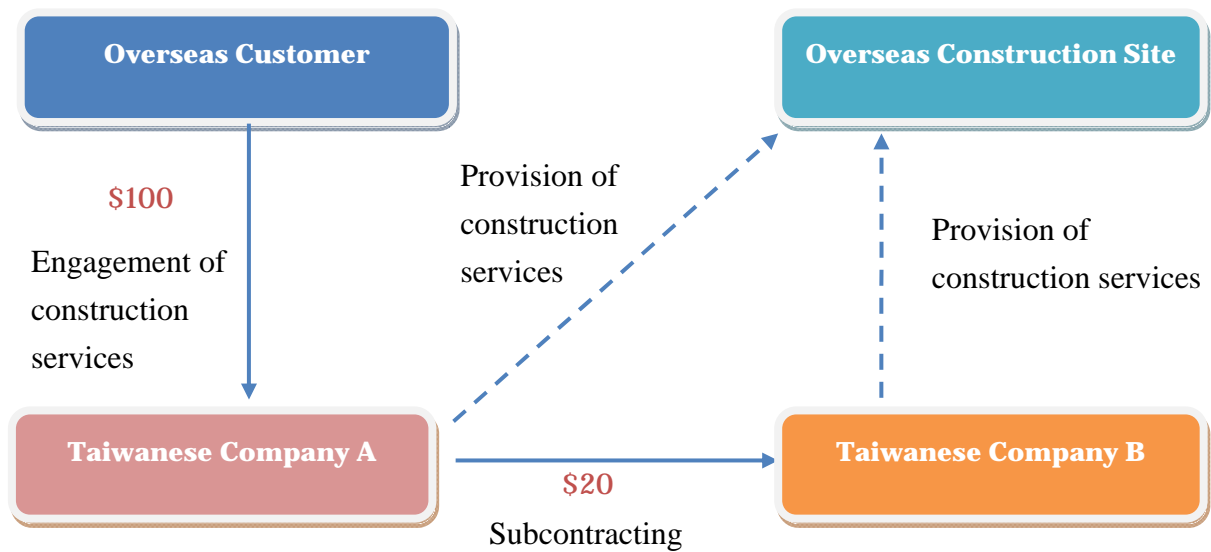 Overseas Customer
Overseas Construction Site
$100
Engagement of
construction
services
Provision of
construction
services
Provision of
construction services
Taiwanese Company A
Taiwanese Company B
$20
Subcontracting